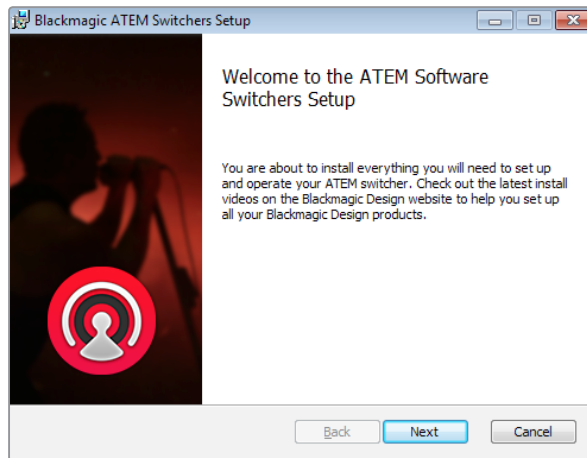 Blackmagic ATEM Switchers Setup
Welcome to the ATEM Software
Switchers Setup
You are about to install everything you will need to set up
and operate your ATEM switcher. Check out the latest install
videos on the Blackmagic Design website to help you set up
all your Blackmagic Design products.
Back Next Cancel